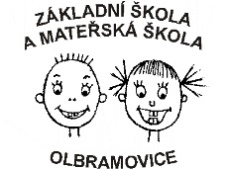 ZÁKLADNÍ ŠKOLA
A MATEŘSKÁ ŠKOLA
OLBRAMOVICE